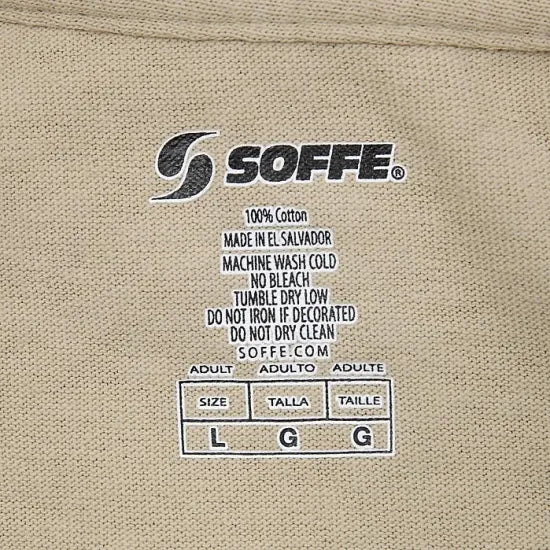 SOFFE®
100% Cotton
MADE IN EL SALVADOR
MACHINE WASH COLD
NO BLEACH
TUMBLE DRY LOW
DO NOT IRON IF DECORATED
DO NOT DRY CLEAN
SOFFE.COM
ADULT ADULTO ADULTE
SIZE TALLA TAILLE
L G G